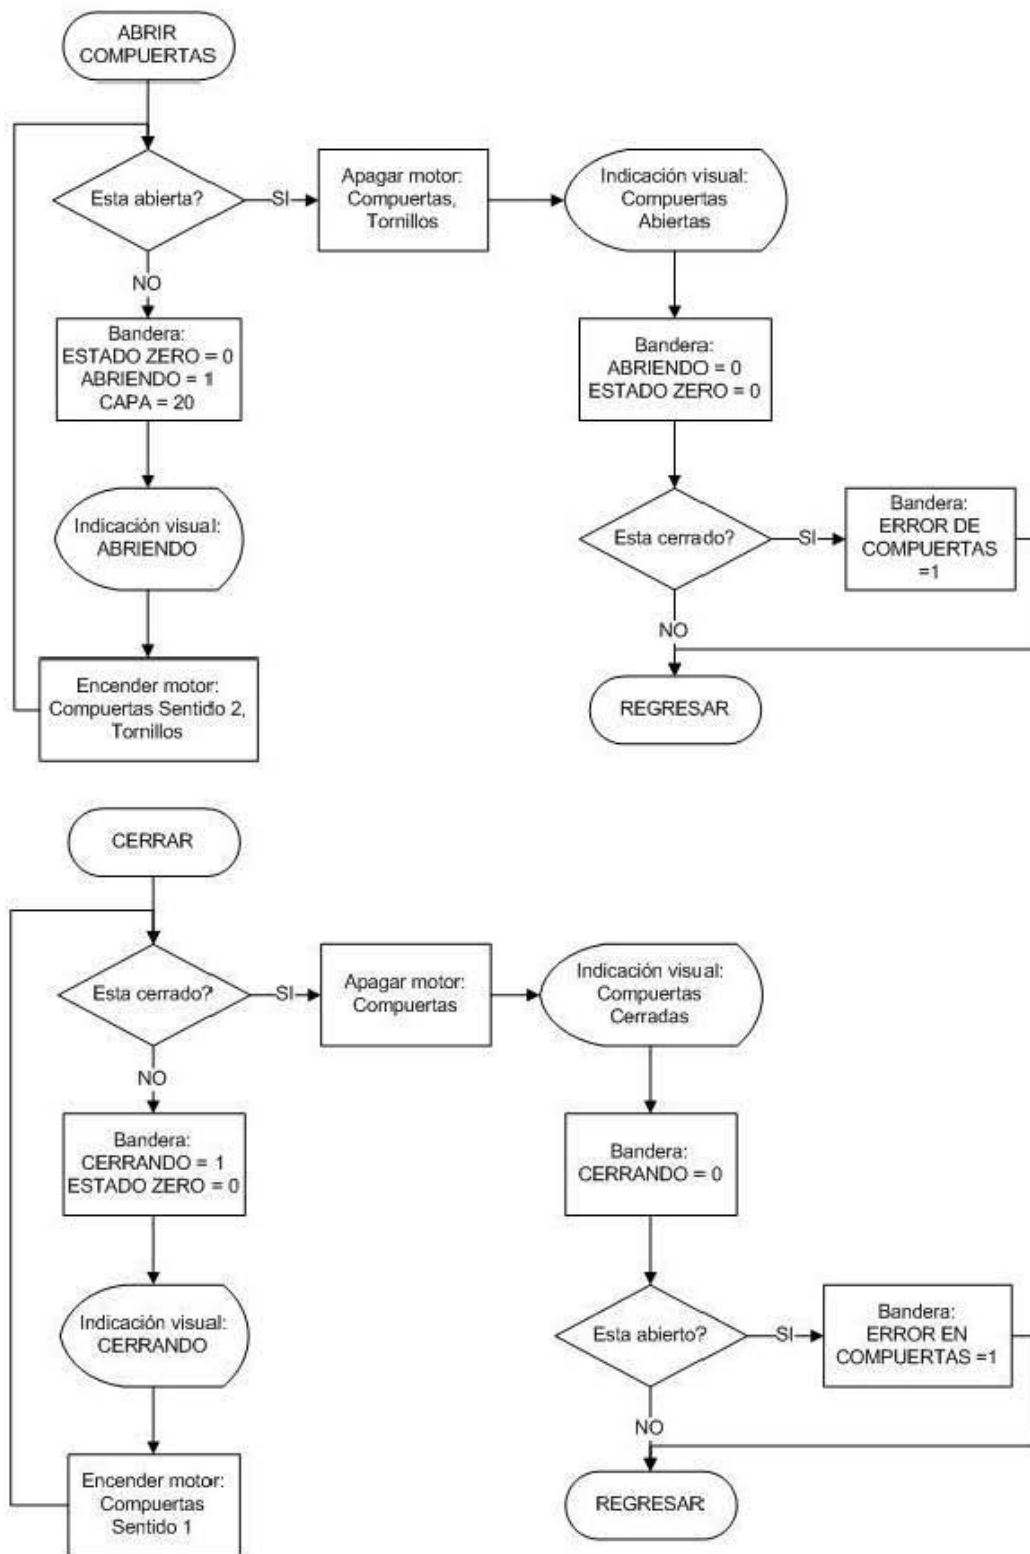 ABRIR
COMPUERTAS
Esta abierta?
SI
Apagar motor:
Compuertas,
Tornillos
Indicación visual:
Compuertas
Abiertas
NO
Bandera:
ESTADO ZERO = 0
ABRIENDO = 1
CAPA = 20
Bandera:
ABRIENDO = 0
ESTADO ZERO = 0
Indicación visual:
ABRIENDO
Esta cerrado?
SI
Bandera:
ERROR DE
COMPUERTAS
=1
NO
Encender motor:
Compuertas Sentido 2,
Tornillos
REGRESAR
CERRAR
Esta cerrado?
SI
Apagar motor:
Compuertas
Indicación visual:
Compuertas
Cerradas
NO
Bandera:
CERRANDO = 1
ESTADO ZERO = 0
Bandera:
CERRANDO = 0
Indicación visual:
CERRANDO
Esta abierto?
SI
Bandera:
ERROR EN
COMPUERTAS =1
NO
Encender motor:
Compuertas
Sentido 1
REGRESAR